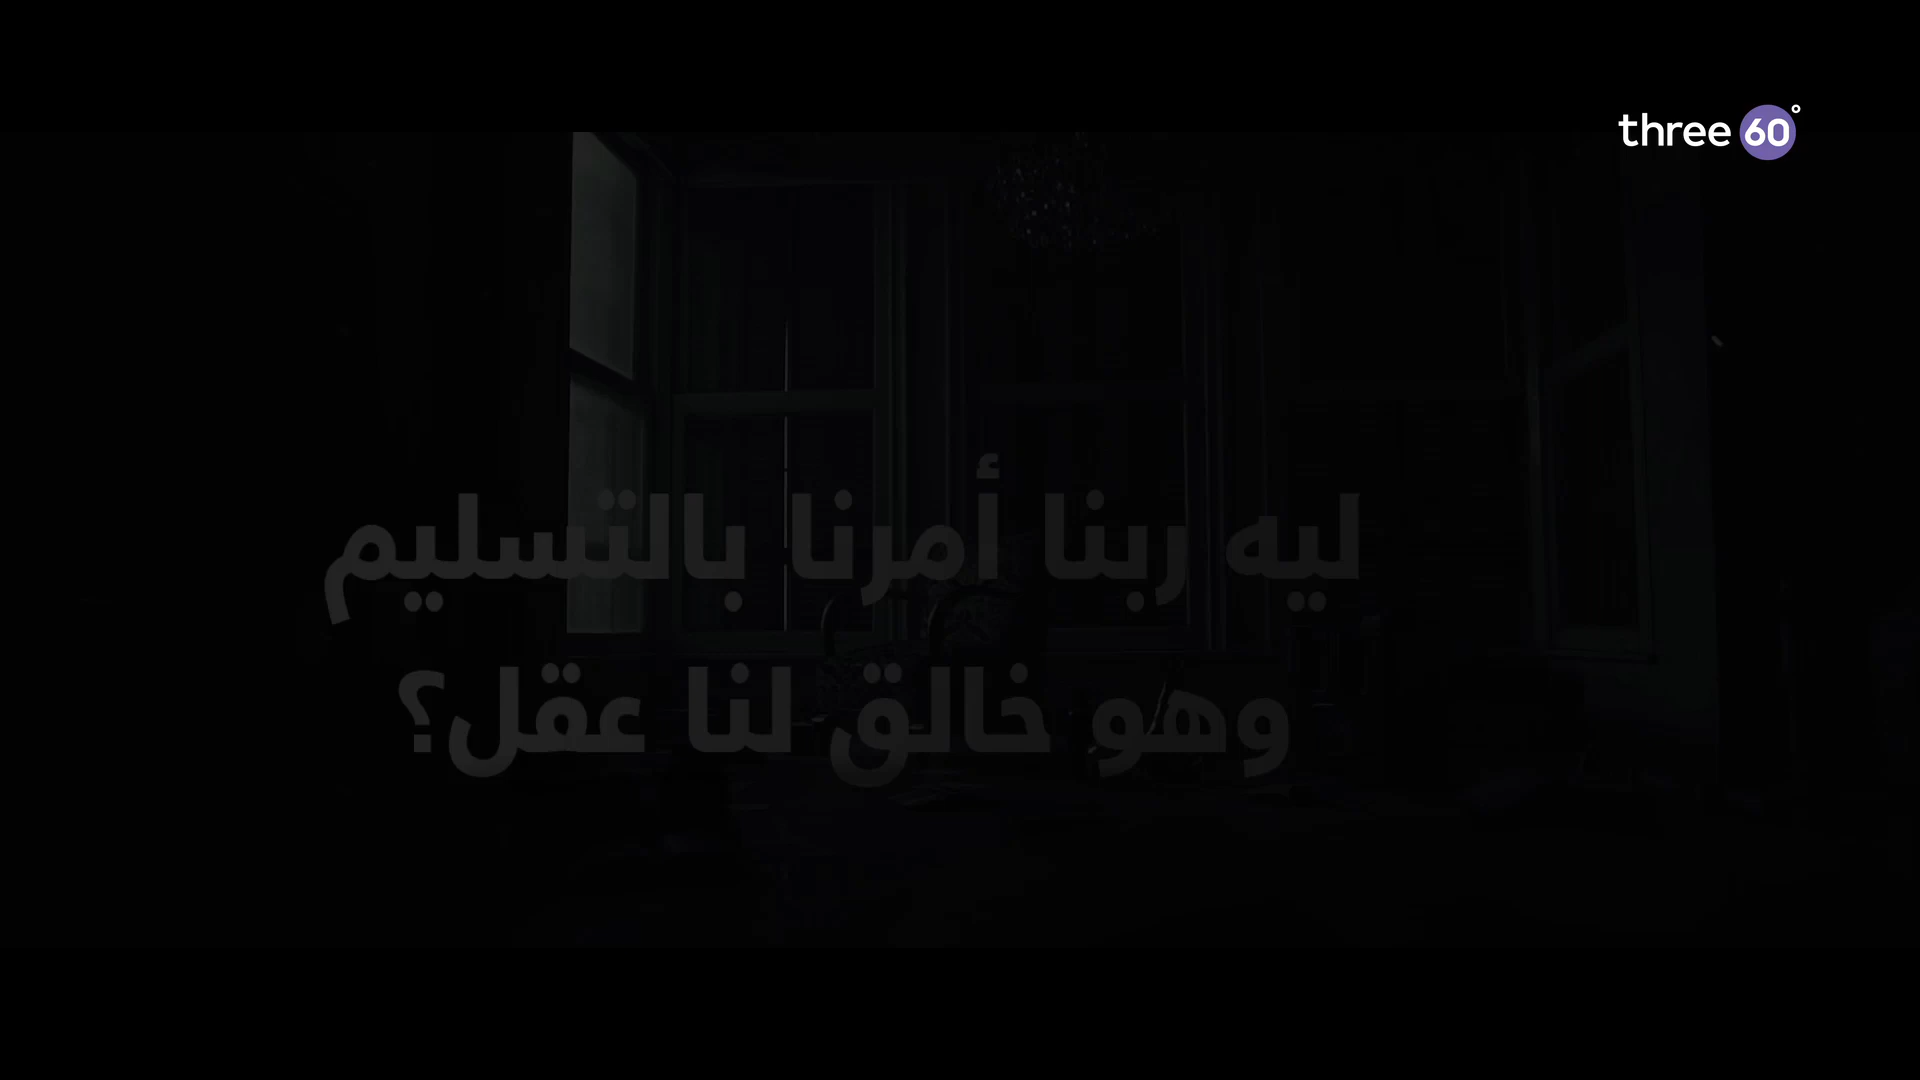 three 60°
ليه ربنا أمرنا بالتسليم
وهو خالق لنا عقل؟